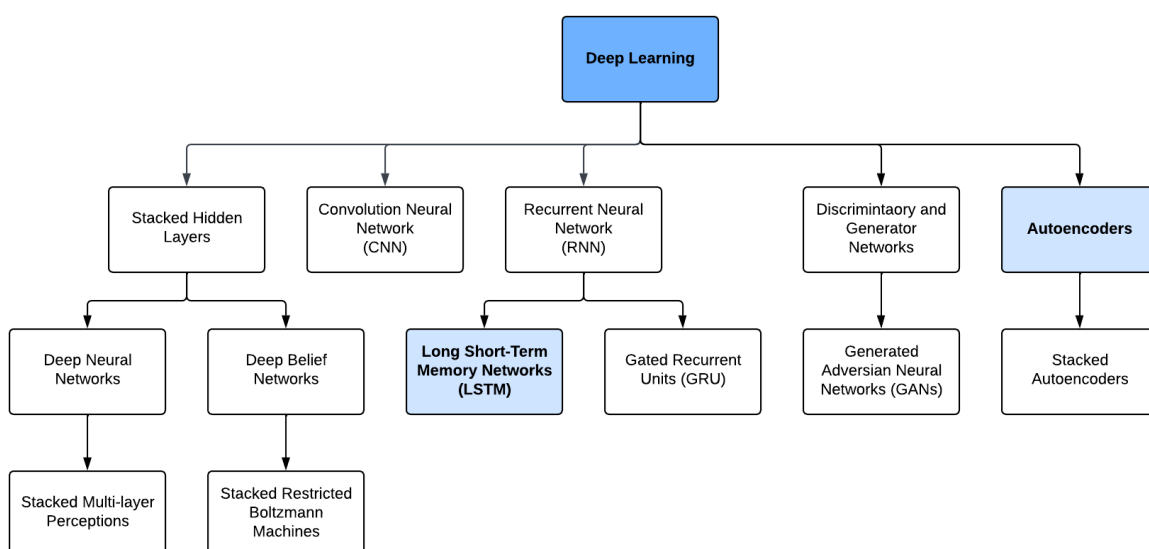 Deep Learning
Stacked Hidden
Layers
Convolution Neural
Network
(CNN)
Recurrent Neural
Network
(RNN)
Discrimintaory and
Generator
Networks
Autoencoders
Deep Neural
Networks
Deep Belief
Networks
Long Short-Term
Memory Networks
(LSTM)
Gated Recurrent
Units (GRU)
Generated
Adversian Neural
Networks (GANs)
Stacked
Autoencoders
Stacked Multi-layer
Perceptions
Stacked Restricted
Boltzmann
Machines